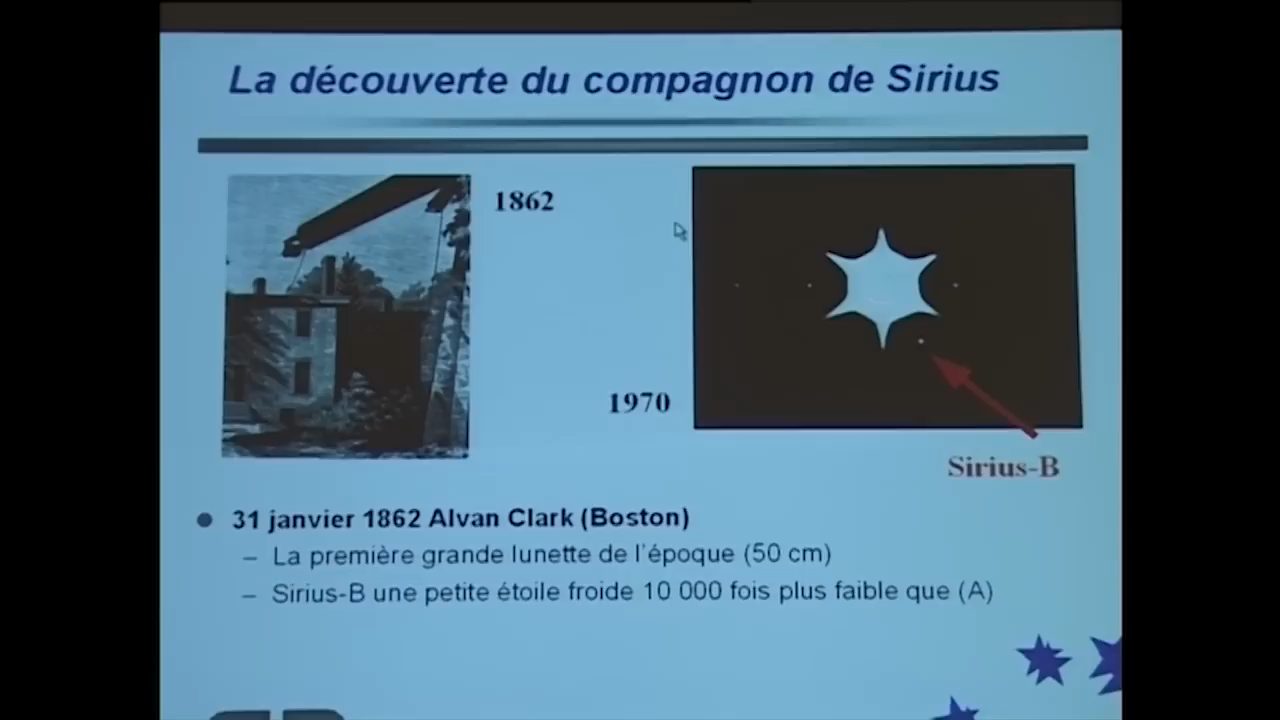 La découverte du compagnon de Sirius
1862
1970
Sirius-B
31 janvier 1862 Alvan Clark (Boston)
– La première grande lunette de l'époque (50 cm)
– Sirius-B une petite étoile froide 10 000 fois plus faible que (A)